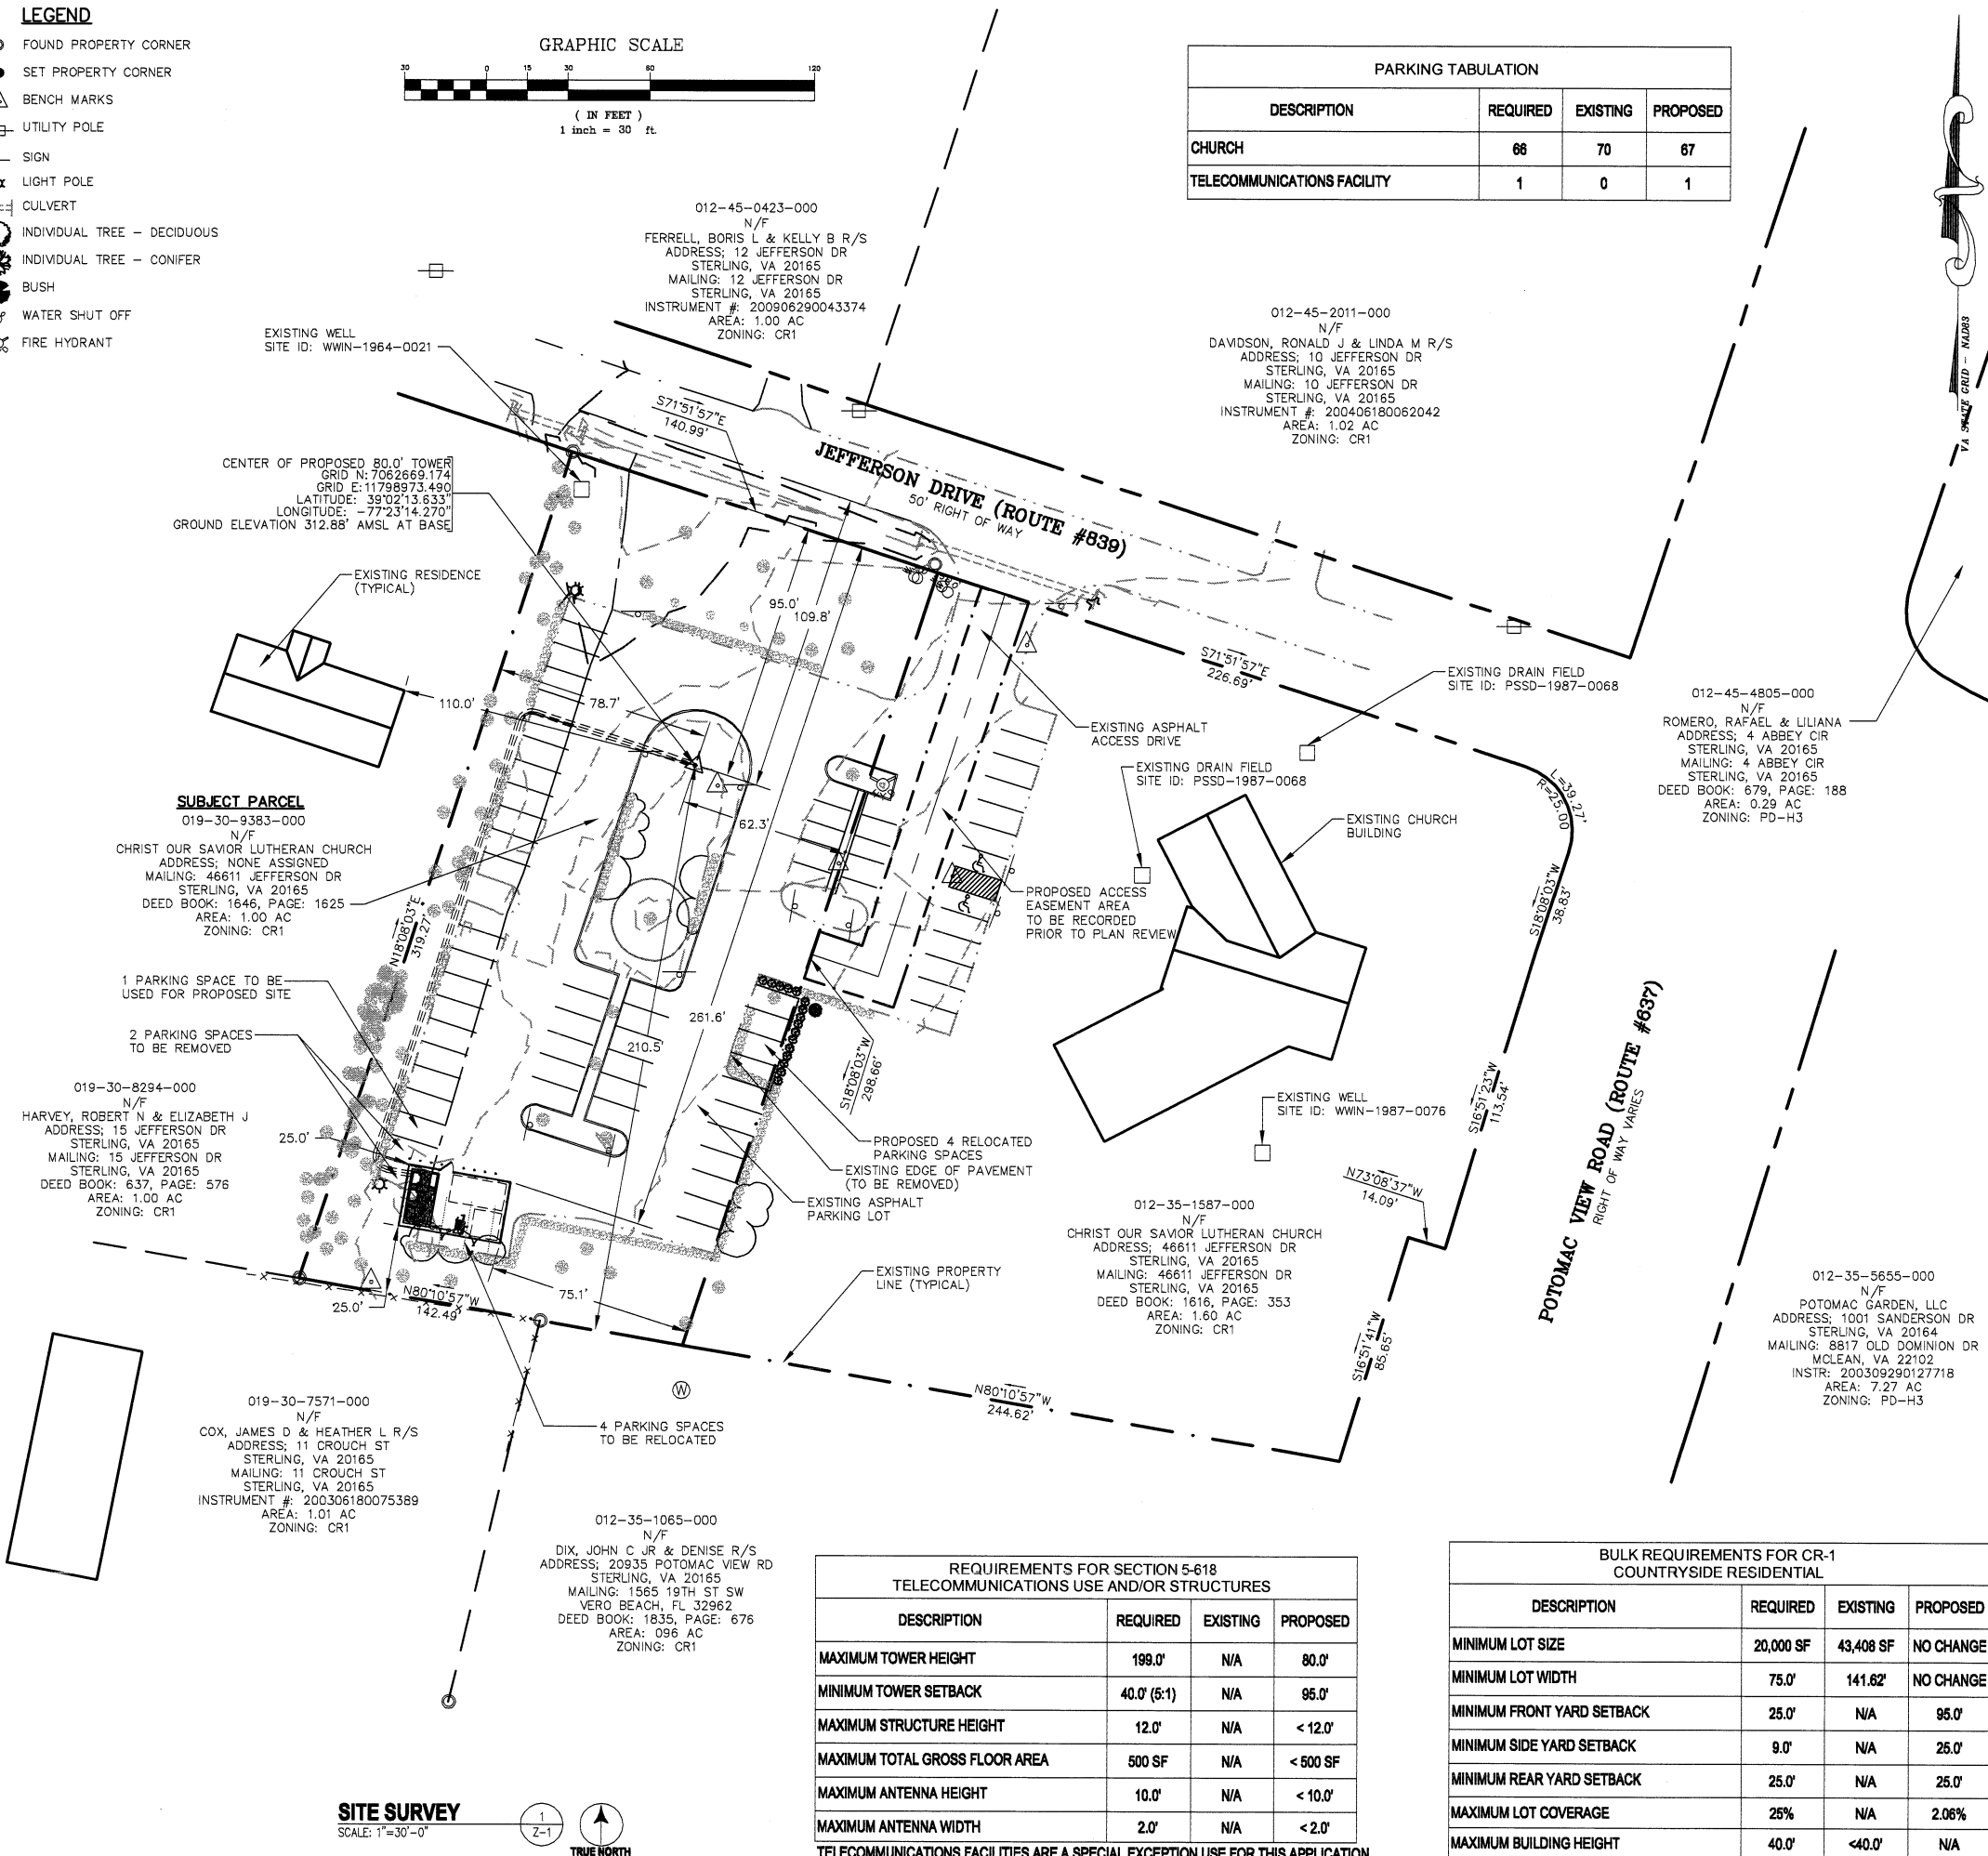 LEGEND
FOUND PROPERTY CORNER
SET PROPERTY CORNER
BENCH MARKS
UTILITY POLE
SIGN
LIGHT POLE
CULVERT
INDIVIDUAL TREE – DECIDUOUS
INDIVIDUAL TREE – CONIFER
BUSH
WATER SHUT OFF
FIRE HYDRANT
GRAPHIC SCALE
30 0 15 30 60 120
( IN FEET )
1 inch = 30 ft.
PARKING TABULATION
DESCRIPTION REQUIRED EXISTING PROPOSED
CHURCH 66 70 67
TELECOMMUNICATIONS FACILITY 1 0 1
VA STATE GRID – NAD83
012-45-0423-000
N/F
FERRELL, BORIS L & KELLY B R/S
ADDRESS; 12 JEFFERSON DR
STERLING, VA 20165
MAILING: 12 JEFFERSON DR
STERLING, VA 20165
INSTRUMENT #: 200906290043374
AREA: 1.00 AC
ZONING: CR1
012-45-2011-000
N/F
DAVIDSON, RONALD J & LINDA M R/S
ADDRESS; 10 JEFFERSON DR
STERLING, VA 20165
MAILING: 10 JEFFERSON DR
STERLING, VA 20165
INSTRUMENT #: 200406180062042
AREA: 1.02 AC
ZONING: CR1
EXISTING WELL
SITE ID: WWIN-1964-0021
S71°51'57"E
140.99'
JEFFERSON DRIVE (ROUTE #839)
50' RIGHT OF WAY
CENTER OF PROPOSED 80.0' TOWER
GRID N: 7062669.174
GRID E:11798973.490
LATITUDE: 39°02'13.633"
LONGITUDE: -77°23'14.270"
GROUND ELEVATION 312.88' AMSL AT BASE
EXISTING RESIDENCE
(TYPICAL)
95.0'
109.8'
110.0'
78.7'
62.3'
S71°51'57"E
226.69'
EXISTING DRAIN FIELD
SITE ID: PSSD-1987-0068
EXISTING ASPHALT
ACCESS DRIVE
EXISTING DRAIN FIELD
SITE ID: PSSD-1987-0068
EXISTING CHURCH
BUILDING
012-45-4805-000
N/F
ROMERO, RAFAEL & LILIANA
ADDRESS; 4 ABBEY CIR
STERLING, VA 20165
MAILING: 4 ABBEY CIR
STERLING, VA 20165
DEED BOOK: 679, PAGE: 188
AREA: 0.29 AC
ZONING: PD-H3
L=39.27'
R=25.00
SUBJECT PARCEL
019-30-9383-000
N/F
CHRIST OUR SAVIOR LUTHERAN CHURCH
ADDRESS; NONE ASSIGNED
MAILING: 46611 JEFFERSON DR
STERLING, VA 20165
DEED BOOK: 1646, PAGE: 1625
AREA: 1.00 AC
ZONING: CR1
PROPOSED ACCESS
EASEMENT AREA
TO BE RECORDED
PRIOR TO PLAN REVIEW
S18°08'03"W
38.83'
N18°08'03"E
319.27'
1 PARKING SPACE TO BE
USED FOR PROPOSED SITE
2 PARKING SPACES
TO BE REMOVED
261.6'
210.5'
S18°08'03"W
298.66'
019-30-8294-000
N/F
HARVEY, ROBERT N & ELIZABETH J
ADDRESS; 15 JEFFERSON DR
STERLING, VA 20165
MAILING: 15 JEFFERSON DR
STERLING, VA 20165
DEED BOOK: 637, PAGE: 576
AREA: 1.00 AC
ZONING: CR1
25.0'
EXISTING WELL
SITE ID: WWIN-1987-0076
S16°51'23"W
113.54'
POTOMAC VIEW ROAD (ROUTE #637)
RIGHT OF WAY VARIES
PROPOSED 4 RELOCATED
PARKING SPACES
EXISTING EDGE OF PAVEMENT
(TO BE REMOVED)
EXISTING ASPHALT
PARKING LOT
N73°08'37"W
14.09'
012-35-1587-000
N/F
CHRIST OUR SAVIOR LUTHERAN CHURCH
ADDRESS; 46611 JEFFERSON DR
STERLING, VA 20165
MAILING: 46611 JEFFERSON DR
STERLING, VA 20165
DEED BOOK: 1616, PAGE: 353
AREA: 1.60 AC
ZONING: CR1
EXISTING PROPERTY
LINE (TYPICAL)
25.0'
N80°10'57"W
142.49'
75.1'
012-35-5655-000
N/F
POTOMAC GARDEN, LLC
ADDRESS; 1001 SANDERSON DR
STERLING, VA 20164
MAILING: 8817 OLD DOMINION DR
MCLEAN, VA 22102
INSTR: 200309290127718
AREA: 7.27 AC
ZONING: PD-H3
S16°51'41"W
85.65'
N80°10'57"W
244.62'
W
4 PARKING SPACES
TO BE RELOCATED
019-30-7571-000
N/F
COX, JAMES D & HEATHER L R/S
ADDRESS; 11 CROUCH ST
STERLING, VA 20165
MAILING: 11 CROUCH ST
STERLING, VA 20165
INSTRUMENT #: 200306180075389
AREA: 1.01 AC
ZONING: CR1
012-35-1065-000
N/F
DIX, JOHN C JR & DENISE R/S
ADDRESS; 20935 POTOMAC VIEW RD
STERLING, VA 20165
MAILING: 1565 19TH ST SW
VERO BEACH, FL 32962
DEED BOOK: 1835, PAGE: 676
AREA: 096 AC
ZONING: CR1
REQUIREMENTS FOR SECTION 5-618
TELECOMMUNICATIONS USE AND/OR STRUCTURES
DESCRIPTION REQUIRED EXISTING PROPOSED
MAXIMUM TOWER HEIGHT 199.0' N/A 80.0'
MINIMUM TOWER SETBACK 40.0' (5:1) N/A 95.0'
MAXIMUM STRUCTURE HEIGHT 12.0' N/A < 12.0'
MAXIMUM TOTAL GROSS FLOOR AREA 500 SF N/A < 500 SF
MAXIMUM ANTENNA HEIGHT 10.0' N/A < 10.0'
MAXIMUM ANTENNA WIDTH 2.0' N/A < 2.0'
TELECOMMUNICATIONS FACILITIES ARE A SPECIAL EXCEPTION USE FOR THIS APPLICATION
BULK REQUIREMENTS FOR CR-1
COUNTRYSIDE RESIDENTIAL
DESCRIPTION REQUIRED EXISTING PROPOSED
MINIMUM LOT SIZE 20,000 SF 43,408 SF NO CHANGE
MINIMUM LOT WIDTH 75.0' 141.62' NO CHANGE
MINIMUM FRONT YARD SETBACK 25.0' N/A 95.0'
MINIMUM SIDE YARD SETBACK 9.0' N/A 25.0'
MINIMUM REAR YARD SETBACK 25.0' N/A 25.0'
MAXIMUM LOT COVERAGE 25% N/A 2.06%
MAXIMUM BUILDING HEIGHT 40.0' <40.0' N/A
SITE SURVEY
SCALE: 1"=30'-0"
1
Z-1
TRUE NORTH